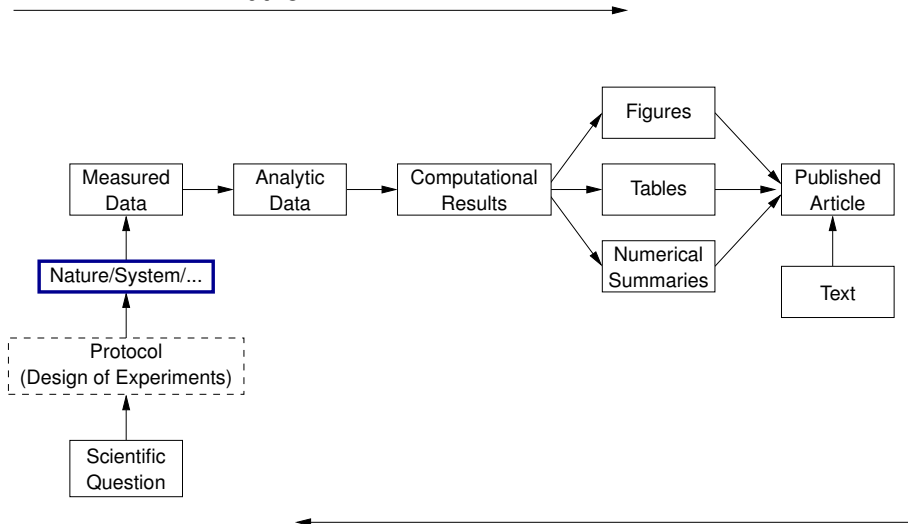 Figures
Measured
Data
Analytic
Data
Computational
Results
Tables
Published
Article
Nature/System/...
Numerical
Summaries
Text
Protocol
(Design of Experiments)
Scientific
Question